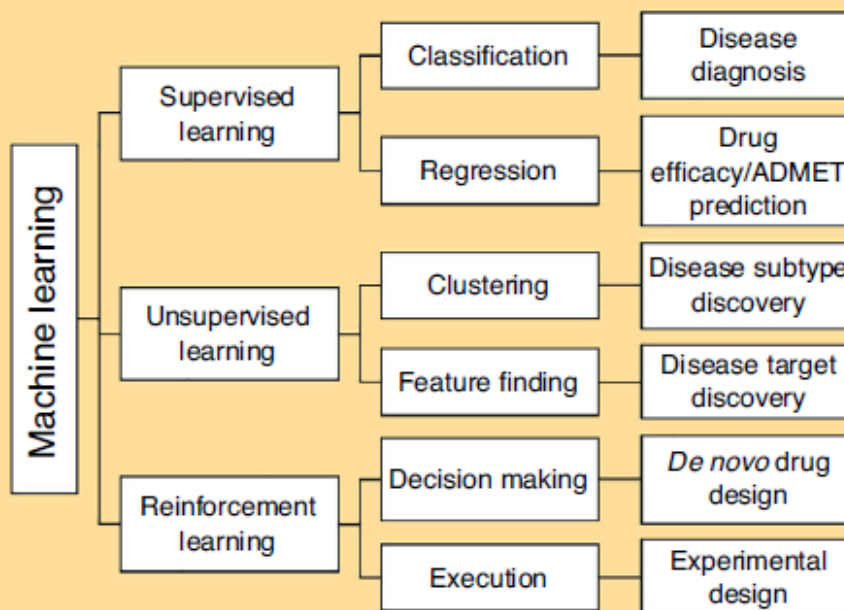 Machine learning
Supervised
learning
Classification
Disease
diagnosis
Regression
Drug
efficacy/ADMET
prediction
Unsupervised
learning
Clustering
Disease subtype
discovery
Feature finding
Disease target
discovery
Reinforcement
learning
Decision making
De novo drug
design
Execution
Experimental
design